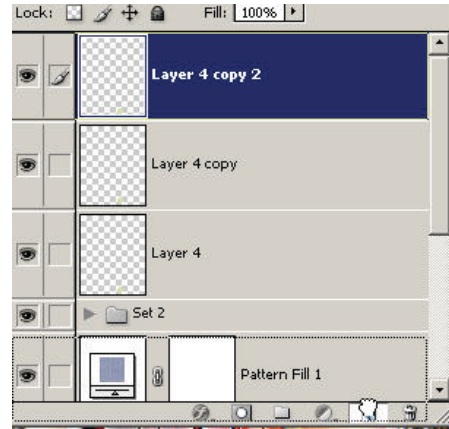 Lock: Fill: 100%
Layer 4 copy 2
Layer 4 copy
Layer 4
Set 2
Pattern Fill 1